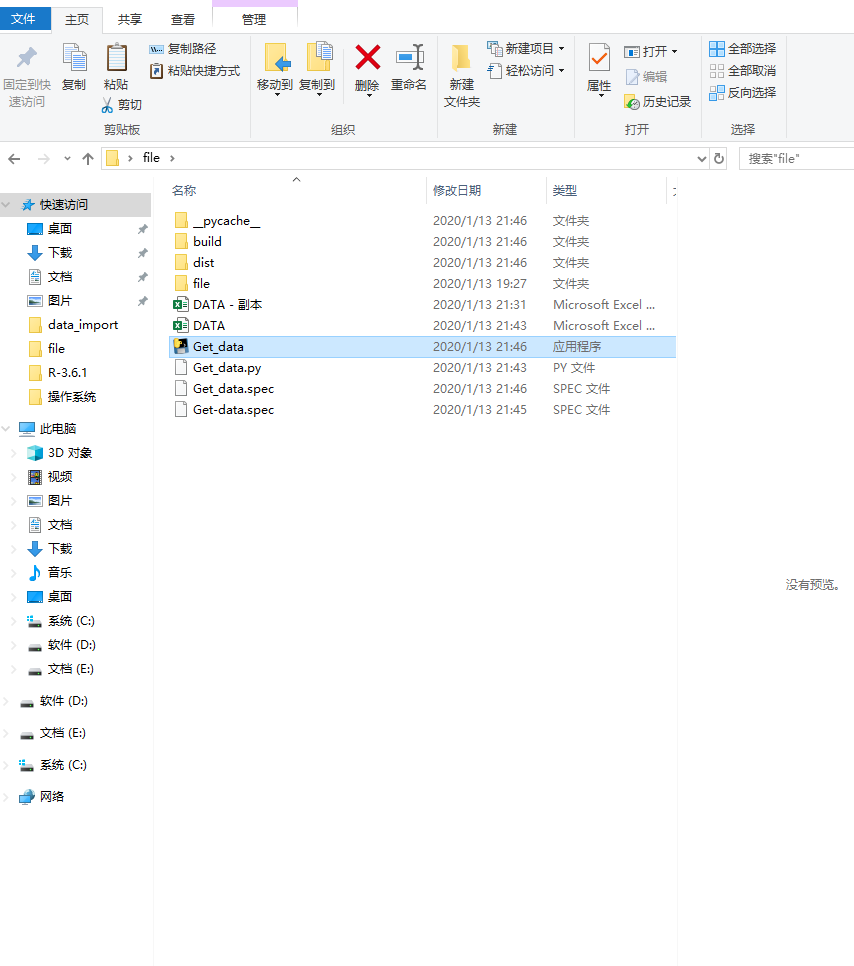 文件 主页 共享 查看 管理
固定到快速访问
复制
粘贴
复制路径
粘贴快捷方式
剪切
剪贴板
移动到 复制到
删除 重命名
组织
新建文件夹
新建项目
轻松访问
新建
属性
打开
编辑
历史记录
打开
全部选择
全部取消
反向选择
选择
file
搜索"file"
快速访问
桌面
下载
文档
图片
data_import
file
R-3.6.1
操作系统
此电脑
3D 对象
视频
图片
文档
下载
音乐
桌面
系统 (C:)
软件 (D:)
文档 (E:)
软件 (D:)
文档 (E:)
系统 (C:)
网络
名称 修改日期 类型
__pycache__ 2020/1/13 21:46 文件夹
build 2020/1/13 21:46 文件夹
dist 2020/1/13 21:46 文件夹
file 2020/1/13 19:27 文件夹
DATA - 副本 2020/1/13 21:31 Microsoft Excel ...
DATA 2020/1/13 21:43 Microsoft Excel ...
Get_data 2020/1/13 21:46 应用程序
Get_data.py 2020/1/13 21:43 PY 文件
Get_data.spec 2020/1/13 21:46 SPEC 文件
Get-data.spec 2020/1/13 21:45 SPEC 文件
没有预览。